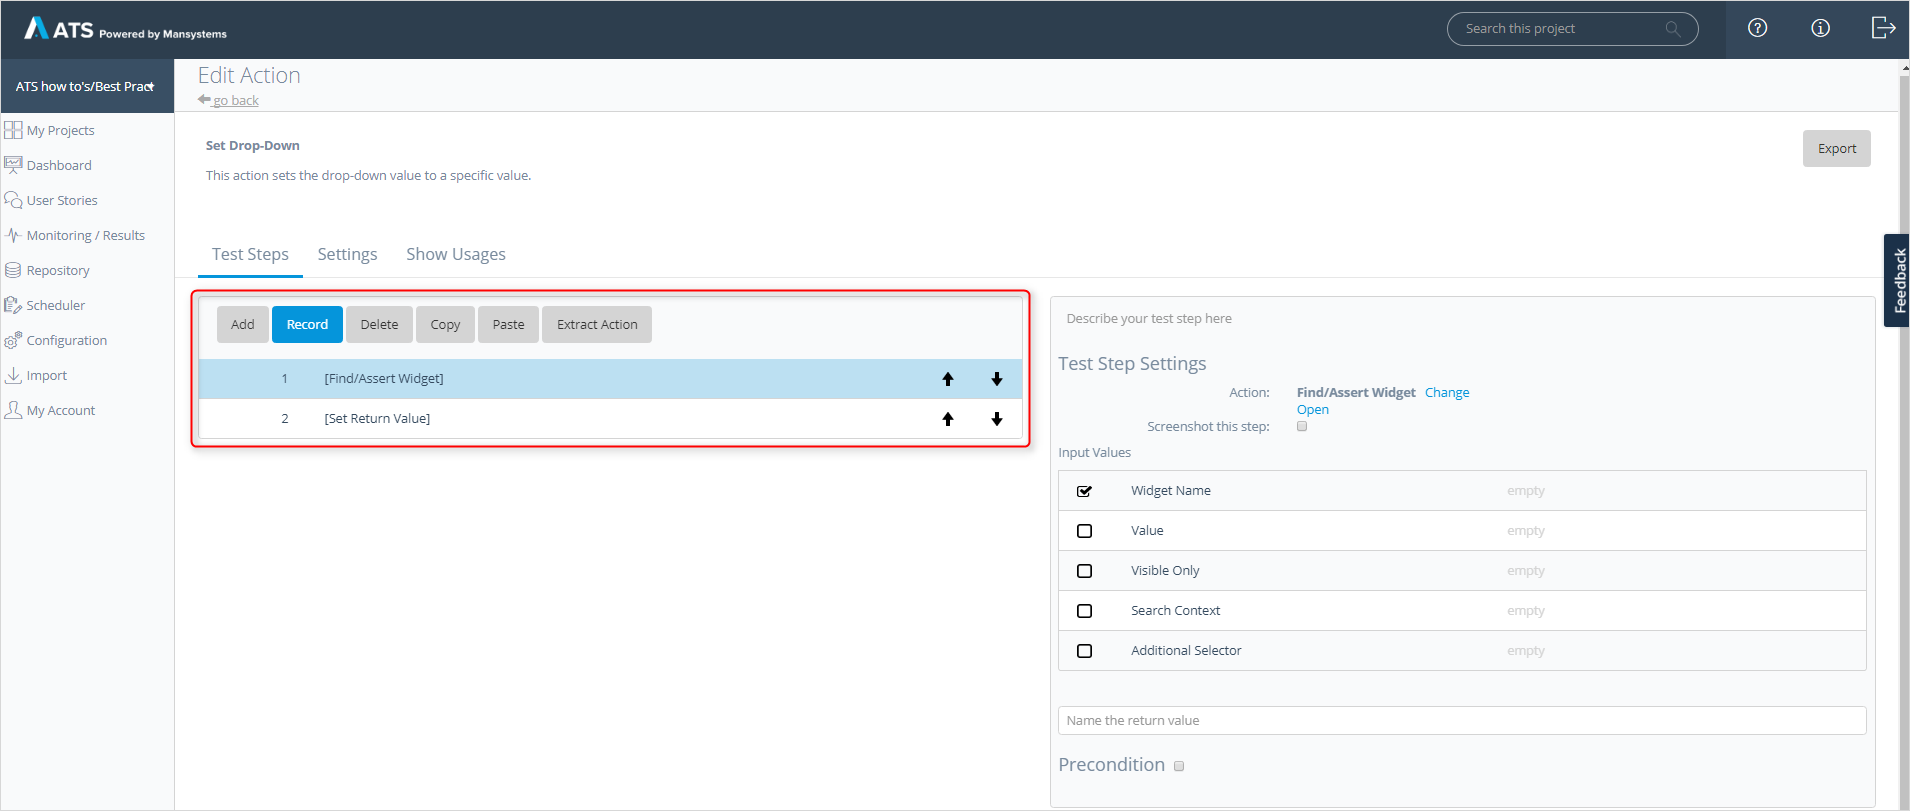 ATS Powered by Mansystems
Search this project
ATS how to's/Best Pract
Edit Action
go back
My Projects
Dashboard
User Stories
Monitoring / Results
Repository
Scheduler
Configuration
Import
My Account
Set Drop-Down
Export
This action sets the drop-down value to a specific value.
Test Steps Settings Show Usages
Feedback
Add Record Delete Copy Paste Extract Action
1 [Find/Assert Widget]
2 [Set Return Value]
Describe your test step here
Test Step Settings
Action: Find/Assert Widget Change
Open
Screenshot this step:
Input Values
Widget Name empty
Value empty
Visible Only empty
Search Context empty
Additional Selector empty
Name the return value
Precondition